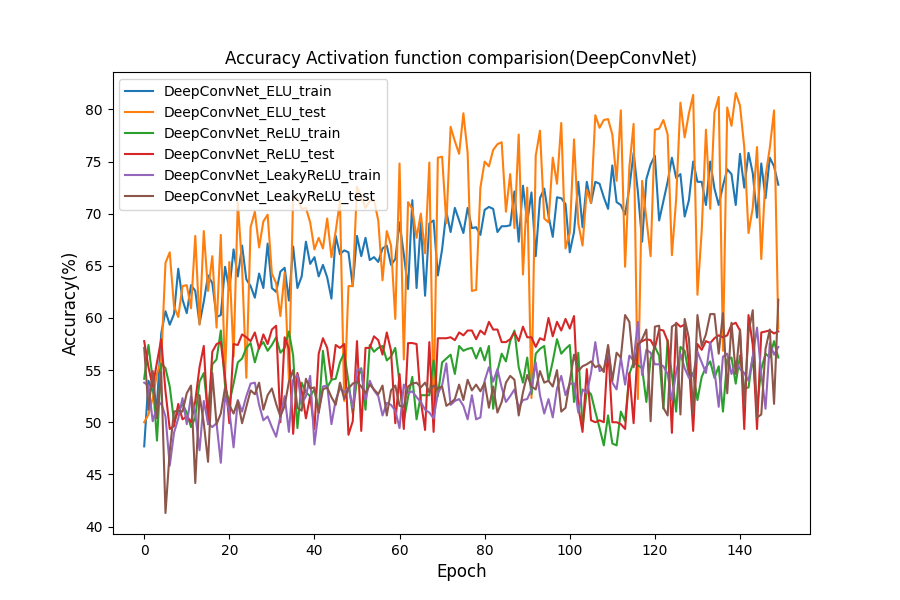 Accuracy Activation function comparision(DeepConvNet)
DeepConvNet_ELU_train
DeepConvNet_ELU_test
DeepConvNet_ReLU_train
DeepConvNet_ReLU_test
DeepConvNet_LeakyReLU_train
DeepConvNet_LeakyReLU_test
Accuracy(%)
80
75
70
65
60
55
50
45
40
0 20 40 60 80 100 120 140
Epoch